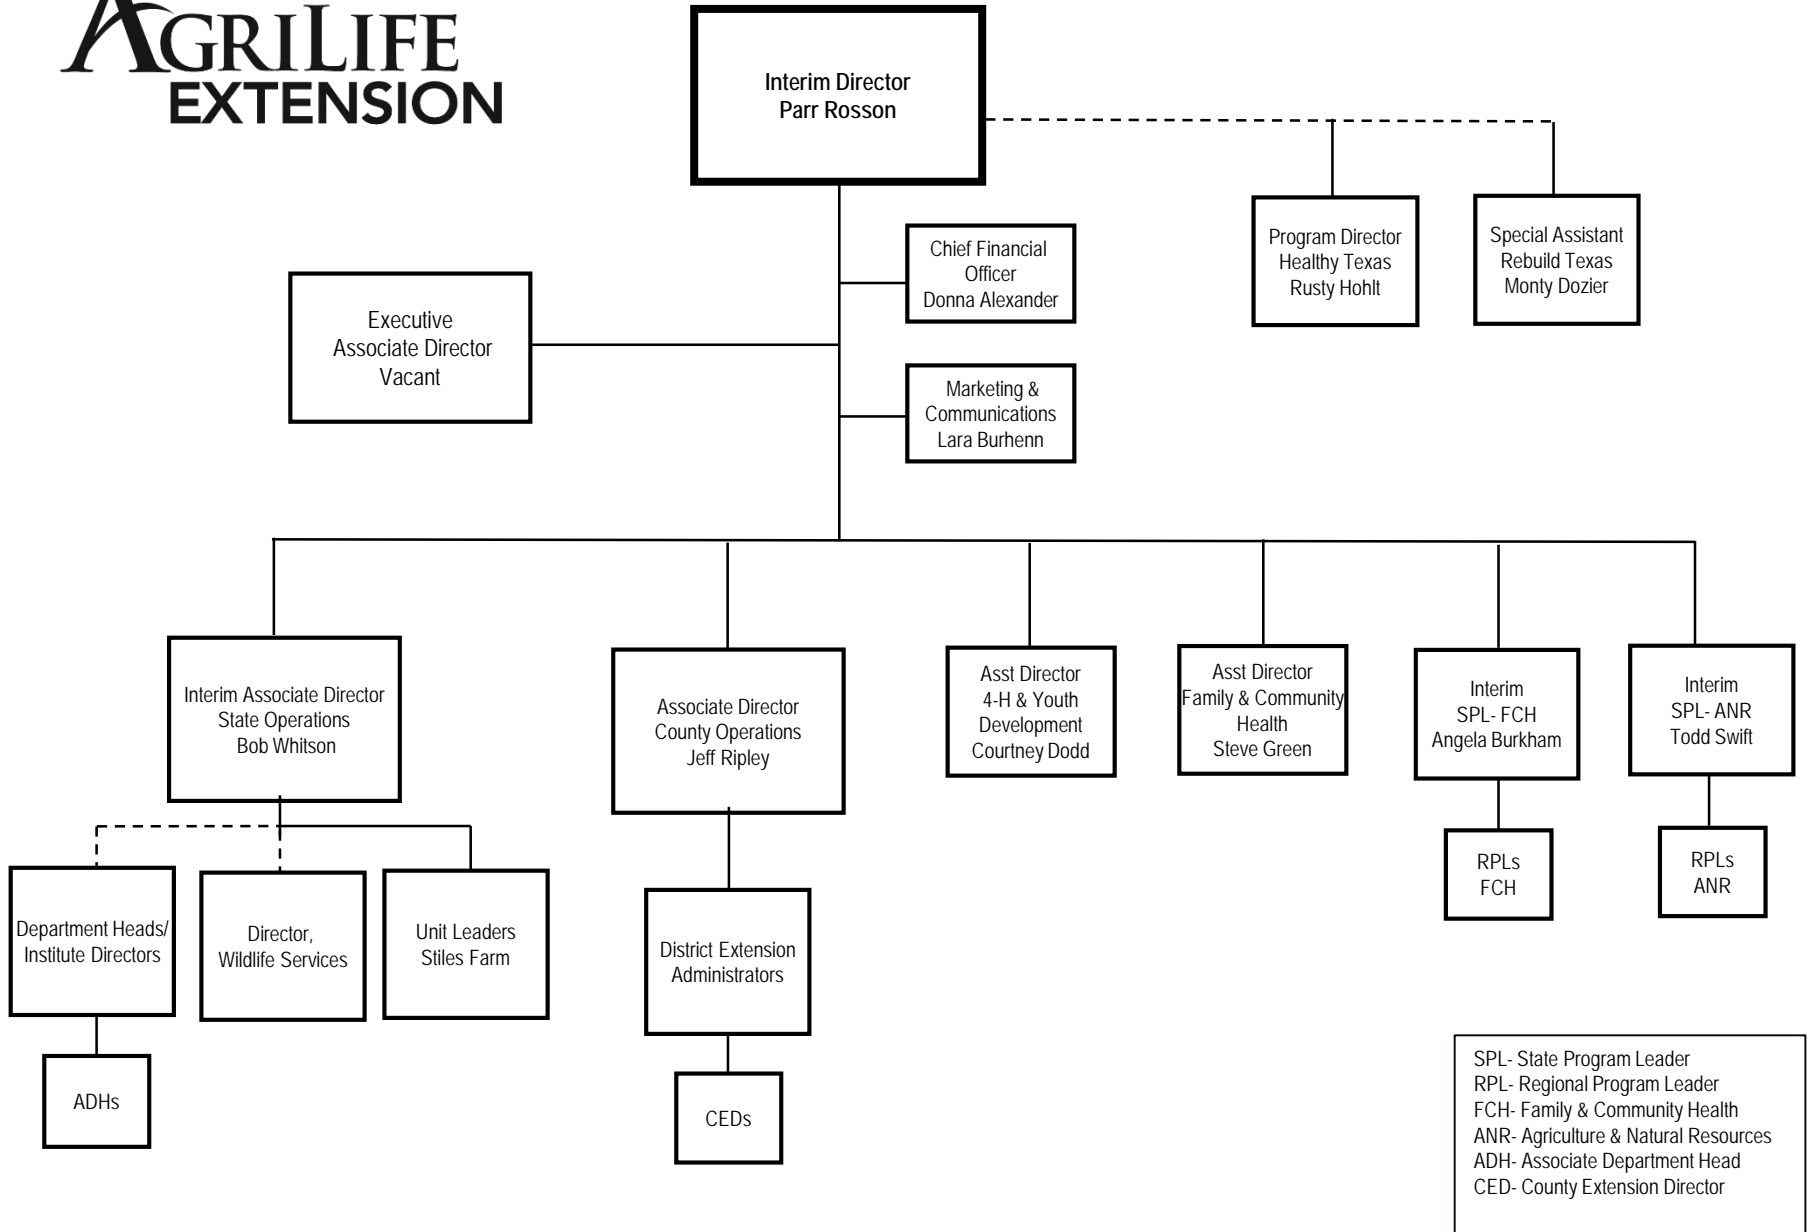 AGRILIFE
EXTENSION
Interim Director
Parr Rosson
Chief Financial
Officer
Donna Alexander
Program Director
Healthy Texas
Rusty Hohlt
Special Assistant
Rebuild Texas
Monty Dozier
Executive
Associate Director
Vacant
Marketing &
Communications
Lara Burhenn
Interim Associate Director
State Operations
Bob Whitson
Associate Director
County Operations
Jeff Ripley
Asst Director
4-H & Youth
Development
Courtney Dodd
Asst Director
Family & Community
Health
Steve Green
Interim
SPL- FCH
Angela Burkham
Interim
SPL- ANR
Todd Swift
Department Heads/
Institute Directors
Director,
Wildlife Services
Unit Leaders
Stiles Farm
District Extension
Administrators
RPLs
FCH
RPLs
ANR
ADHs
CEDs
SPL- State Program Leader
RPL- Regional Program Leader
FCH- Family & Community Health
ANR- Agriculture & Natural Resources
ADH- Associate Department Head
CED- County Extension Director